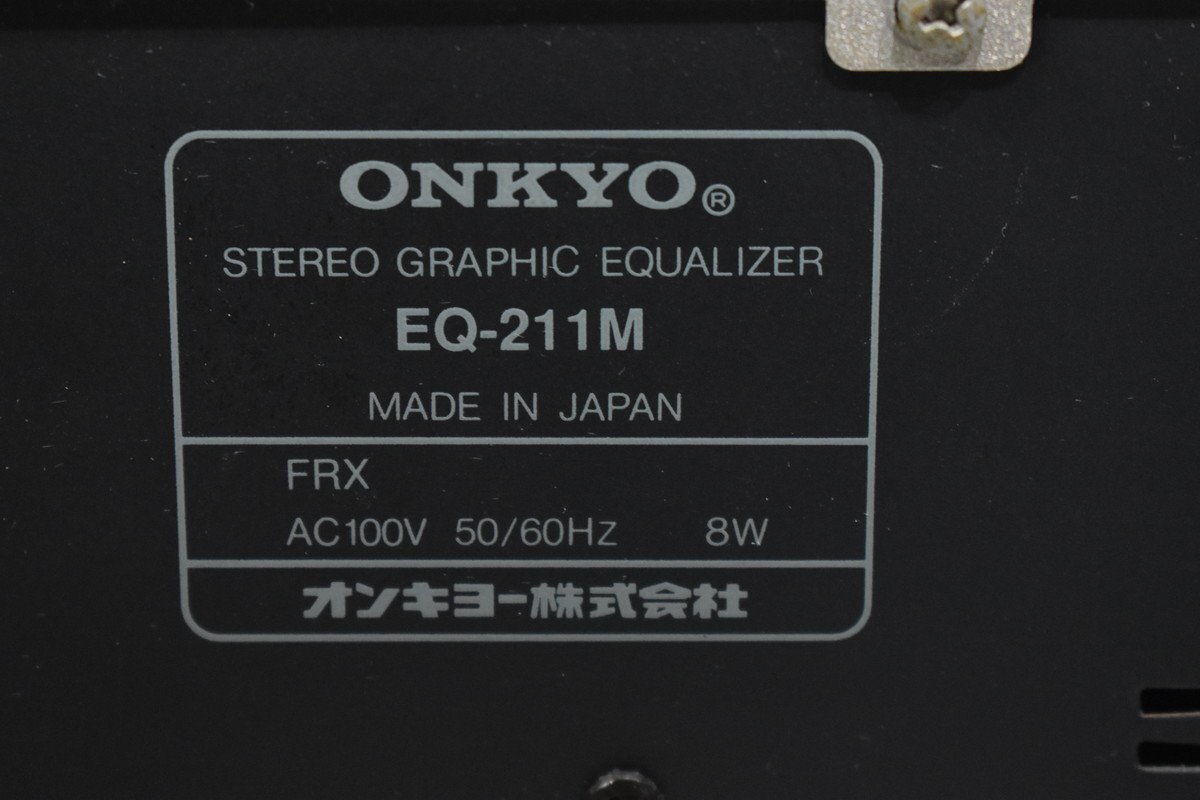 ONKYO®
STEREO GRAPHIC EQUALIZER
EQ-211M
MADE IN JAPAN
FRX
AC100V 50/60Hz 8W
オンキヨー株式会社